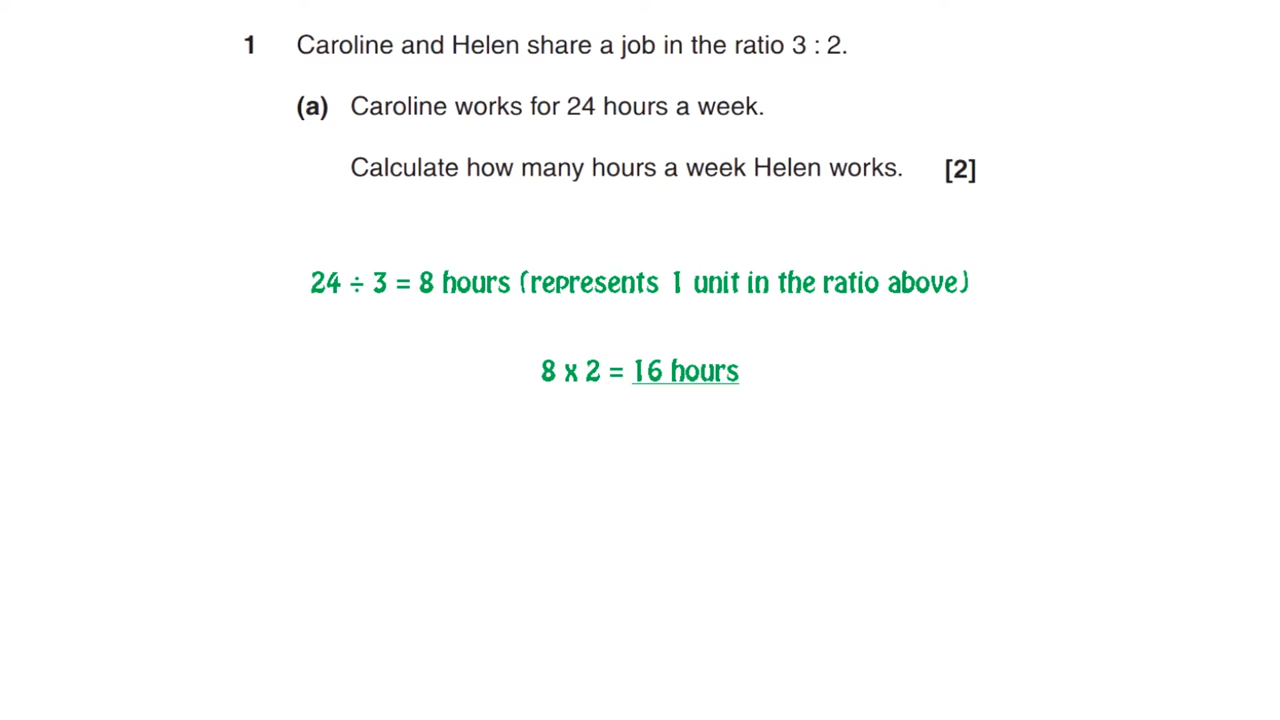 1 Caroline and Helen share a job in the ratio 3 : 2.
(a) Caroline works for 24 hours a week.
Calculate how many hours a week Helen works. [2]
24 ÷ 3 = 8 hours (represents 1 unit in the ratio above)
8 x 2 = 16 hours